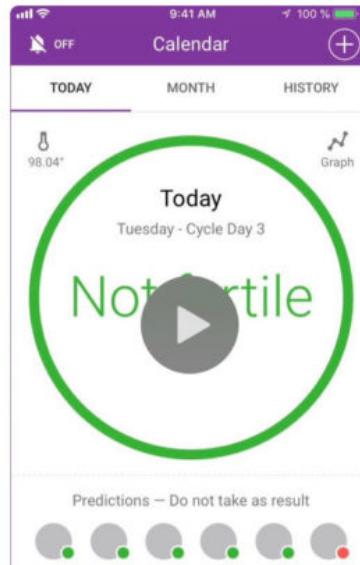 9:41 AM 100 %
OFF Calendar
TODAY MONTH HISTORY
98.04° Graph
Today
Tuesday - Cycle Day 3
Not
Predictions — Do not take as result